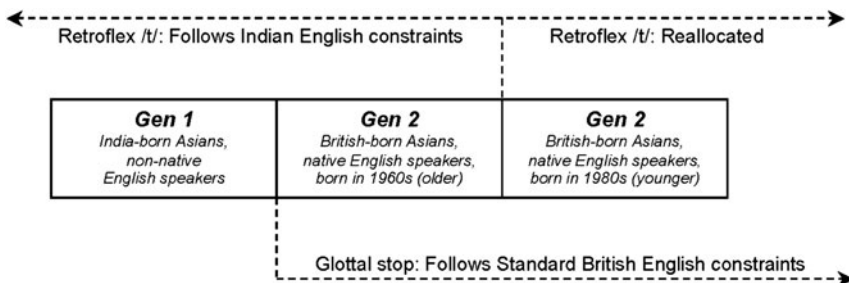 Retroflex /t/: Follows Indian English constraints
Retroflex /t/: Reallocated
Gen 1
India-born Asians,
non-native
English speakers
Gen 2
British-born Asians,
native English speakers,
born in 1960s (older)
Gen 2
British-born Asians,
native English speakers,
born in 1980s (younger)
Glottal stop: Follows Standard British English constraints